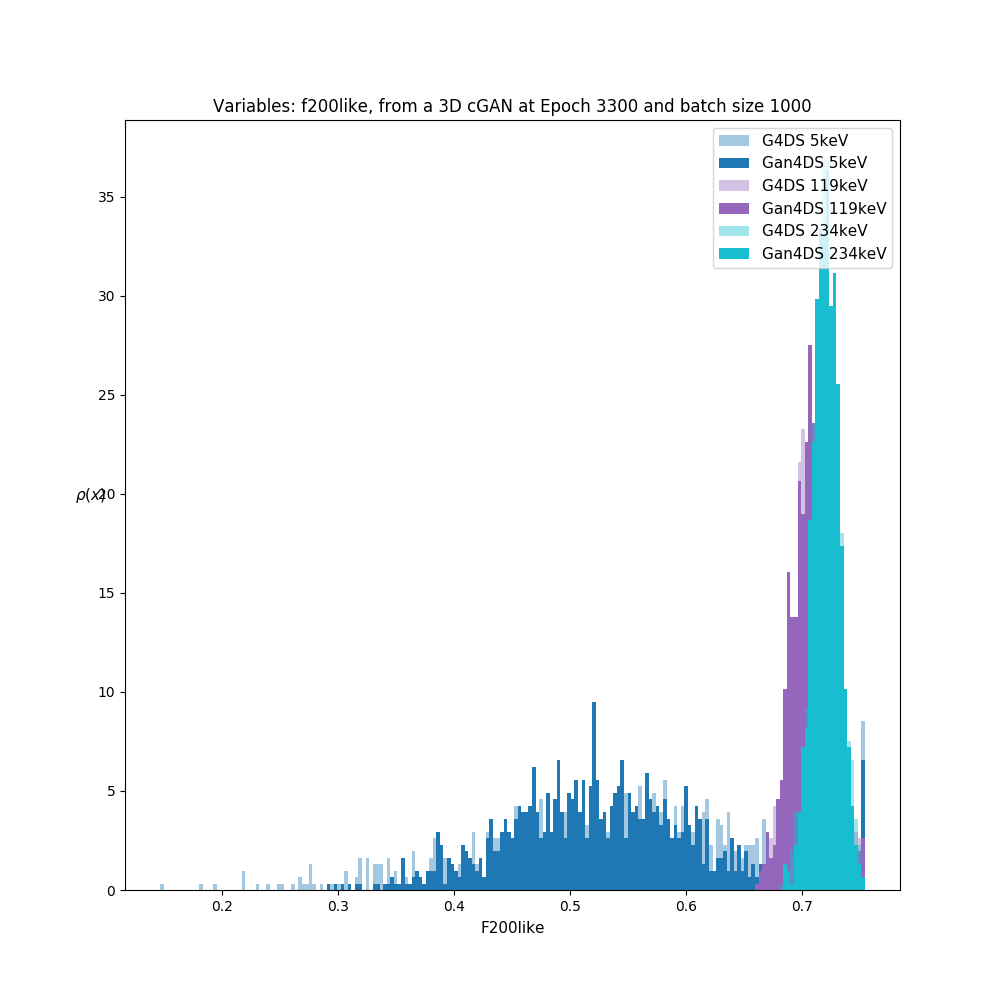 Variables: f200like, from a 3D cGAN at Epoch 3300 and batch size 1000
G4DS 5keV
Gan4DS 5keV
G4DS 119keV
Gan4DS 119keV
G4DS 234keV
Gan4DS 234keV
35
30
25
20
ρ(x)
15
10
5
0
0.2 0.3 0.4 0.5 0.6 0.7
F200like